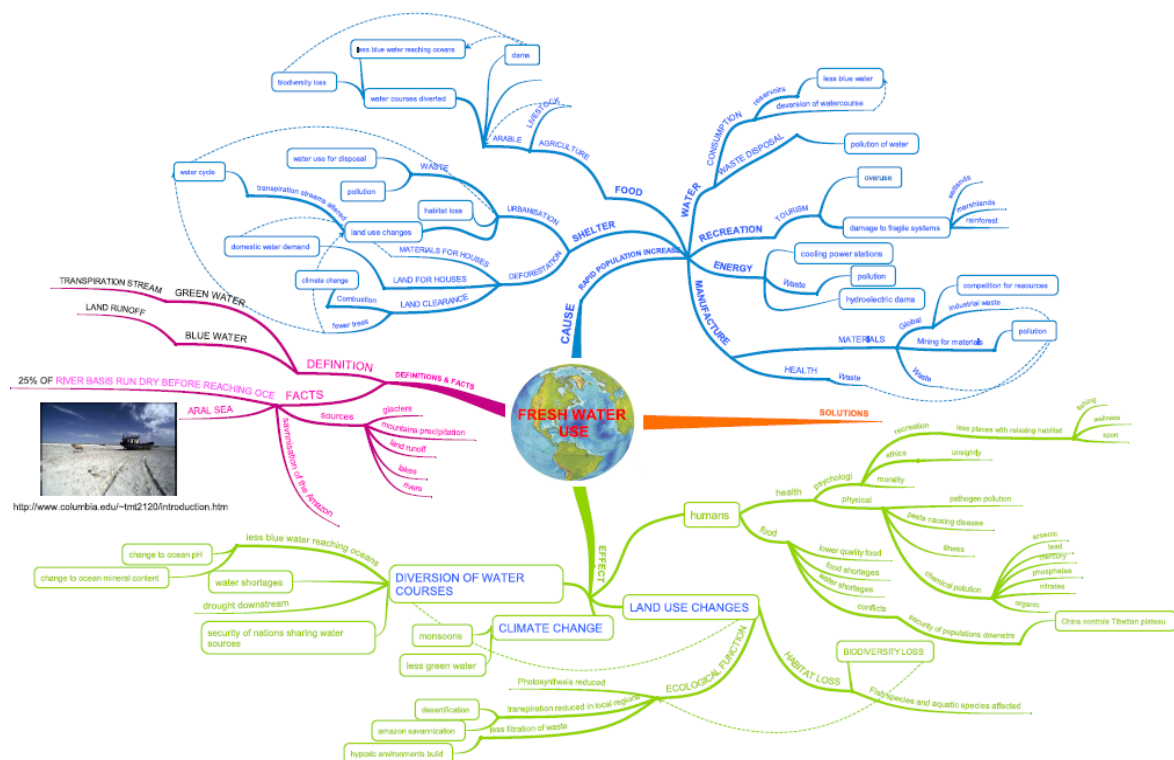 less blue water reaching oceans
dams
biodiversity loss
water courses diverted
LIVESTOCK
ARABLE
AGRICULTURE
FOOD
water use for disposal
WASTE
pollution
water cycle
transpiration streams altered
URBANISATION
habitat loss
land use changes
SHELTER
MATERIALS FOR HOUSES
domestic water demand
DEFORESTATION
LAND FOR HOUSES
climate change
Combustion
LAND CLEARANCE
fewer trees
RAPID POPULATION INCREASE
CAUSE
WATER
CONSUMPTION
reservoirs
less blue water
deversion of watercourse
WASTE DISPOSAL
pollution of water
RECREATION
TOURISM
overuse
damage to fragile systems
wetlands
marshlands
rainforest
ENERGY
cooling power stations
Waste
pollution
hydroelectric dams
MANUFACTURE
MATERIALS
Global
competition for resources
industrial waste
Mining for materials
pollution
Waste
HEALTH
Waste
TRANSPIRATION STREAM
GREEN WATER
LAND RUNOFF
BLUE WATER
DEFINITION
DEFINITIONS & FACTS
25% OF RIVER BASIS RUN DRY BEFORE REACHING OCE
FACTS
ARAL SEA
sources
glaciers
mountains precipitation
land runoff
lakes
rivers
savnnisation of the Amazon
http://www.columbia.edu/~tmt2120/introduction.htm
FRESH WATER
USE
SOLUTIONS
EFFECT
humans
health
psychologi
recreation
less places with relaxing habitat
fishing
wellness
sport
ethics
unsightly
morality
physical
pathogen pollution
pests causing disease
illness
chemical pollution
arsenic
lead
mercury
phosphates
nitrates
organic
food
lower quality food
food shortages
water shortages
conflicts
security of populations downstre
China controls Tibettan plateau
less blue water reaching oceans
change to ocean pH
change to ocean mineral content
water shortages
drought downstream
security of nations sharing water
sources
DIVERSION OF WATER
COURSES
CLIMATE CHANGE
monsoons
less green water
LAND USE CHANGES
ECOLOGICAL FUNCTION
Photosynthesis reduced
transpiration reduced in local regions
desertification
amazon savannization
less filtration of waste
hypoxic environments build
HABITAT LOSS
BIODIVERSITY LOSS
Fish species and aquatic species affected